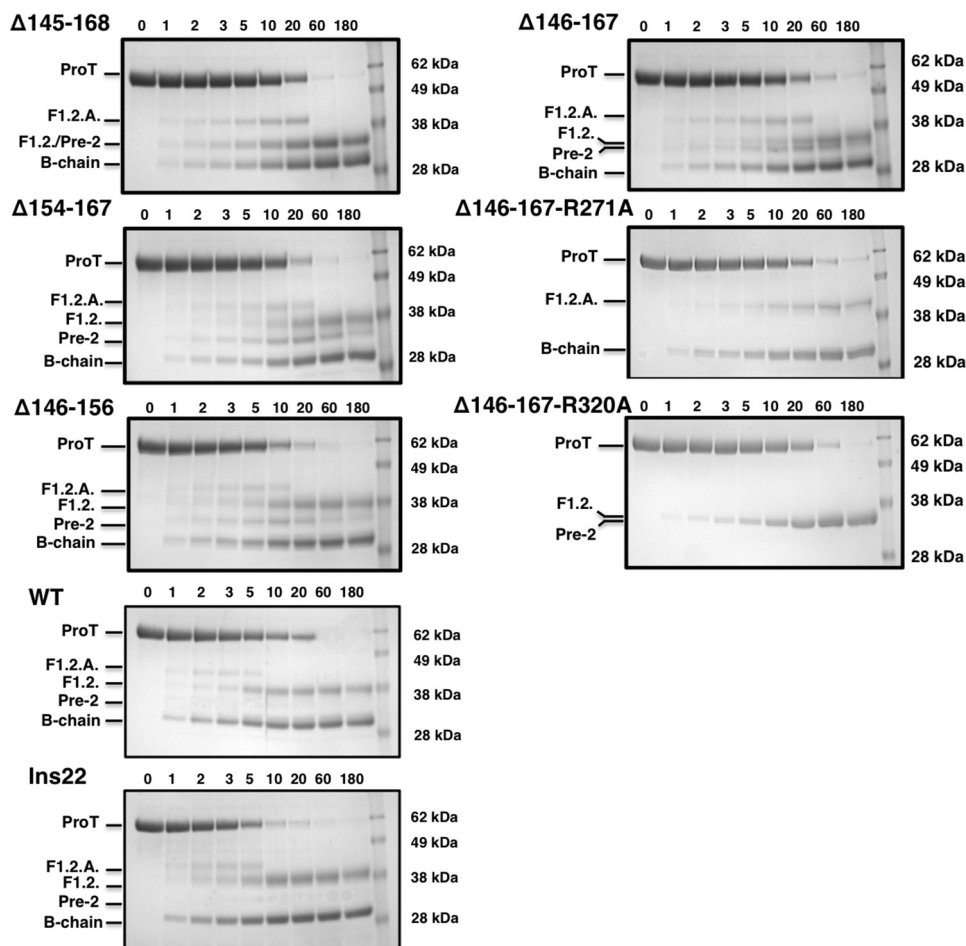 Δ145-168
0 1 2 3 5 10 20 60 180
ProT
F1.2.A.
F1.2./Pre-2
B-chain
62 kDa
49 kDa
38 kDa
28 kDa
Δ146-167
0 1 2 3 5 10 20 60 180
ProT
F1.2.A.
F1.2.
Pre-2
B-chain
62 kDa
49 kDa
38 kDa
28 kDa
Δ154-167
0 1 2 3 5 10 20 60 180
ProT
F1.2.A.
F1.2.
Pre-2
B-chain
62 kDa
49 kDa
38 kDa
28 kDa
Δ146-167-R271A
0 1 2 3 5 10 20 60 180
ProT
F1.2.A.
B-chain
62 kDa
49 kDa
38 kDa
28 kDa
Δ146-156
0 1 2 3 5 10 20 60 180
ProT
F1.2.A.
F1.2.
Pre-2
B-chain
62 kDa
49 kDa
38 kDa
28 kDa
Δ146-167-R320A
0 1 2 3 5 10 20 60 180
ProT
F1.2.
Pre-2
62 kDa
49 kDa
38 kDa
28 kDa
WT
0 1 2 3 5 10 20 60 180
ProT
F1.2.A.
F1.2.
Pre-2
B-chain
62 kDa
49 kDa
38 kDa
28 kDa
Ins22
0 1 2 3 5 10 20 60 180
ProT
F1.2.A.
F1.2.
Pre-2
B-chain
62 kDa
49 kDa
38 kDa
28 kDa